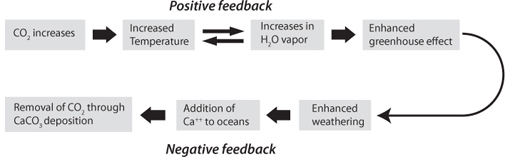 Positive feedback
CO₂ increases
Increased
Temperature
Increases in
H₂O vapor
Enhanced
greenhouse effect
Removal of CO₂ through
CaCO₃ deposition
Addition of
Ca⁺⁺ to oceans
Enhanced
weathering
Negative feedback